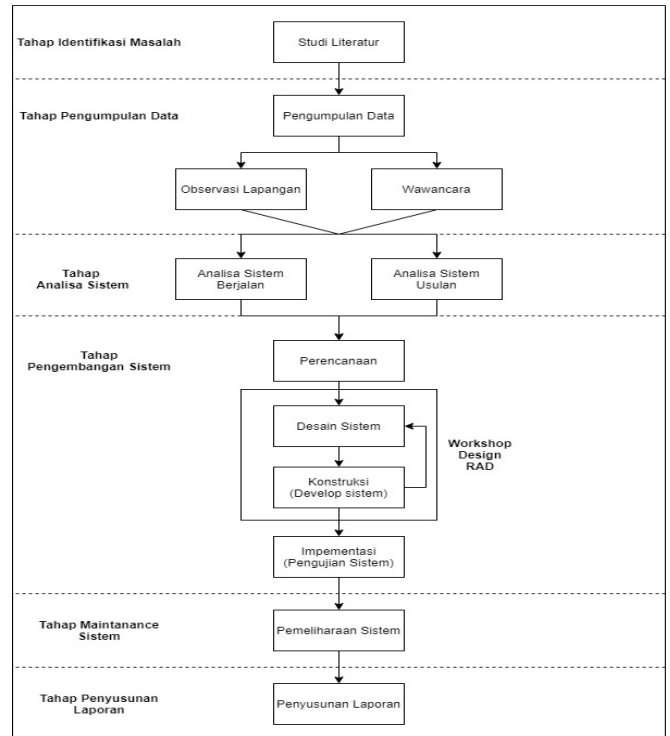 Tahap Identifikasi Masalah
Studi Literatur
Tahap Pengumpulan Data
Pengumpulan Data
Observasi Lapangan
Wawancara
Tahap
Analisa Sistem
Analisa Sistem
Berjalan
Analisa Sistem
Usulan
Tahap
Pengembangan Sistem
Perencanaan
Desain Sistem
Konstruksi
(Develop sistem)
Workshop
Design
RAD
Impementasi
(Pengujian Sistem)
Tahap Maintanance
Sistem
Pemeliharaan Sistem
Tahap Penyusunan
Laporan
Penyusunan Laporan